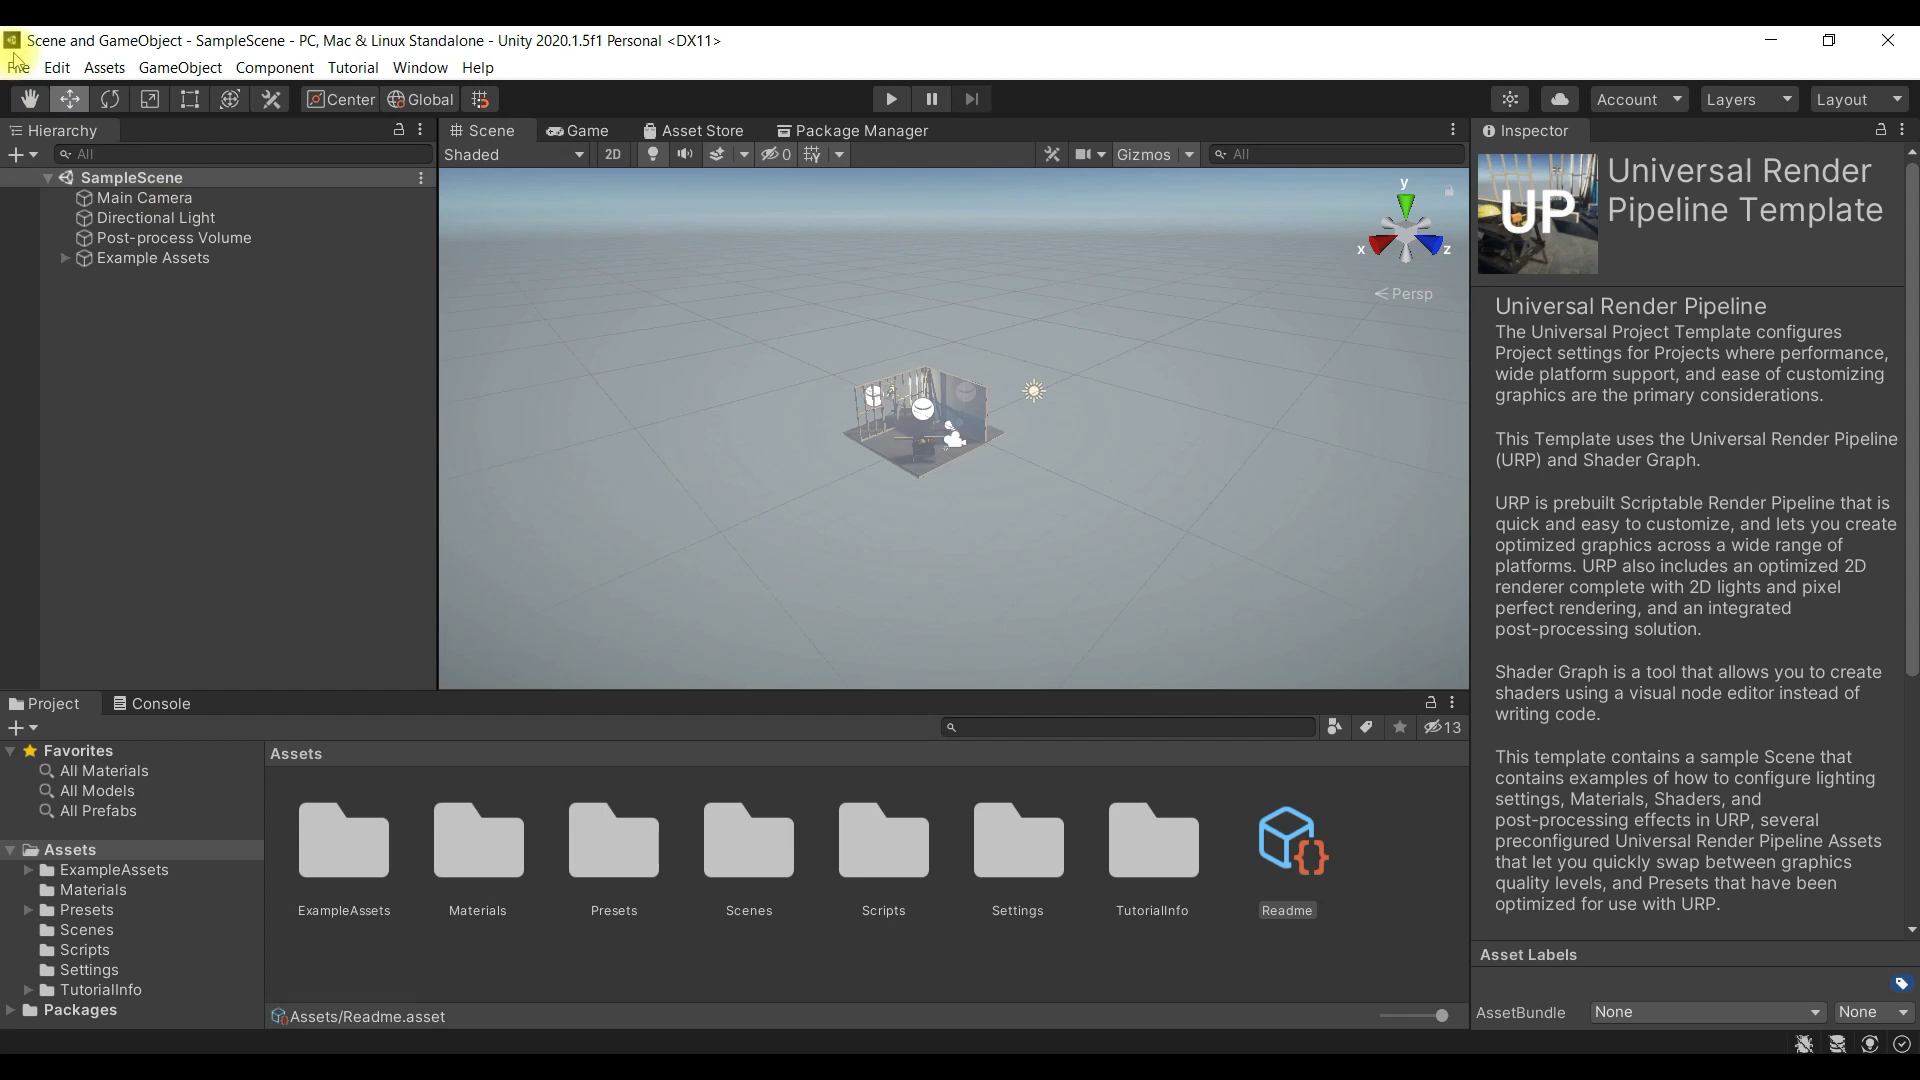 Scene and GameObject - SampleScene - PC, Mac & Linux Standalone - Unity 2020.1.5f1 Personal <DX11>
File Edit Assets GameObject Component Tutorial Window Help
Center Global Account Layers Layout
Hierarchy
All
SampleScene
Main Camera
Directional Light
Post-process Volume
Example Assets
Scene Game Asset Store Package Manager
Shaded 2D 0 Gizmos All
y
x z
Persp
Inspector
UP
Universal Render
Pipeline Template
Universal Render Pipeline
The Universal Project Template configures
Project settings for Projects where performance,
wide platform support, and ease of customizing
graphics are the primary considerations.
This Template uses the Universal Render Pipeline
(URP) and Shader Graph.
URP is prebuilt Scriptable Render Pipeline that is
quick and easy to customize, and lets you create
optimized graphics across a wide range of
platforms. URP also includes an optimized 2D
renderer complete with 2D lights and pixel
perfect rendering, and an integrated
post-processing solution.
Shader Graph is a tool that allows you to create
shaders using a visual node editor instead of
writing code.
This template contains a sample Scene that
contains examples of how to configure lighting
settings, Materials, Shaders, and
post-processing effects in URP, several
preconfigured Universal Render Pipeline Assets
that let you quickly swap between graphics
quality levels, and Presets that have been
optimized for use with URP.
Asset Labels
AssetBundle None None
Project Console
13
Favorites
All Materials
All Models
All Prefabs
Assets
ExampleAssets
Materials
Presets
Scenes
Scripts
Settings
TutorialInfo
Packages
Assets
ExampleAssets Materials Presets Scenes Scripts Settings TutorialInfo Readme
Assets/Readme.asset